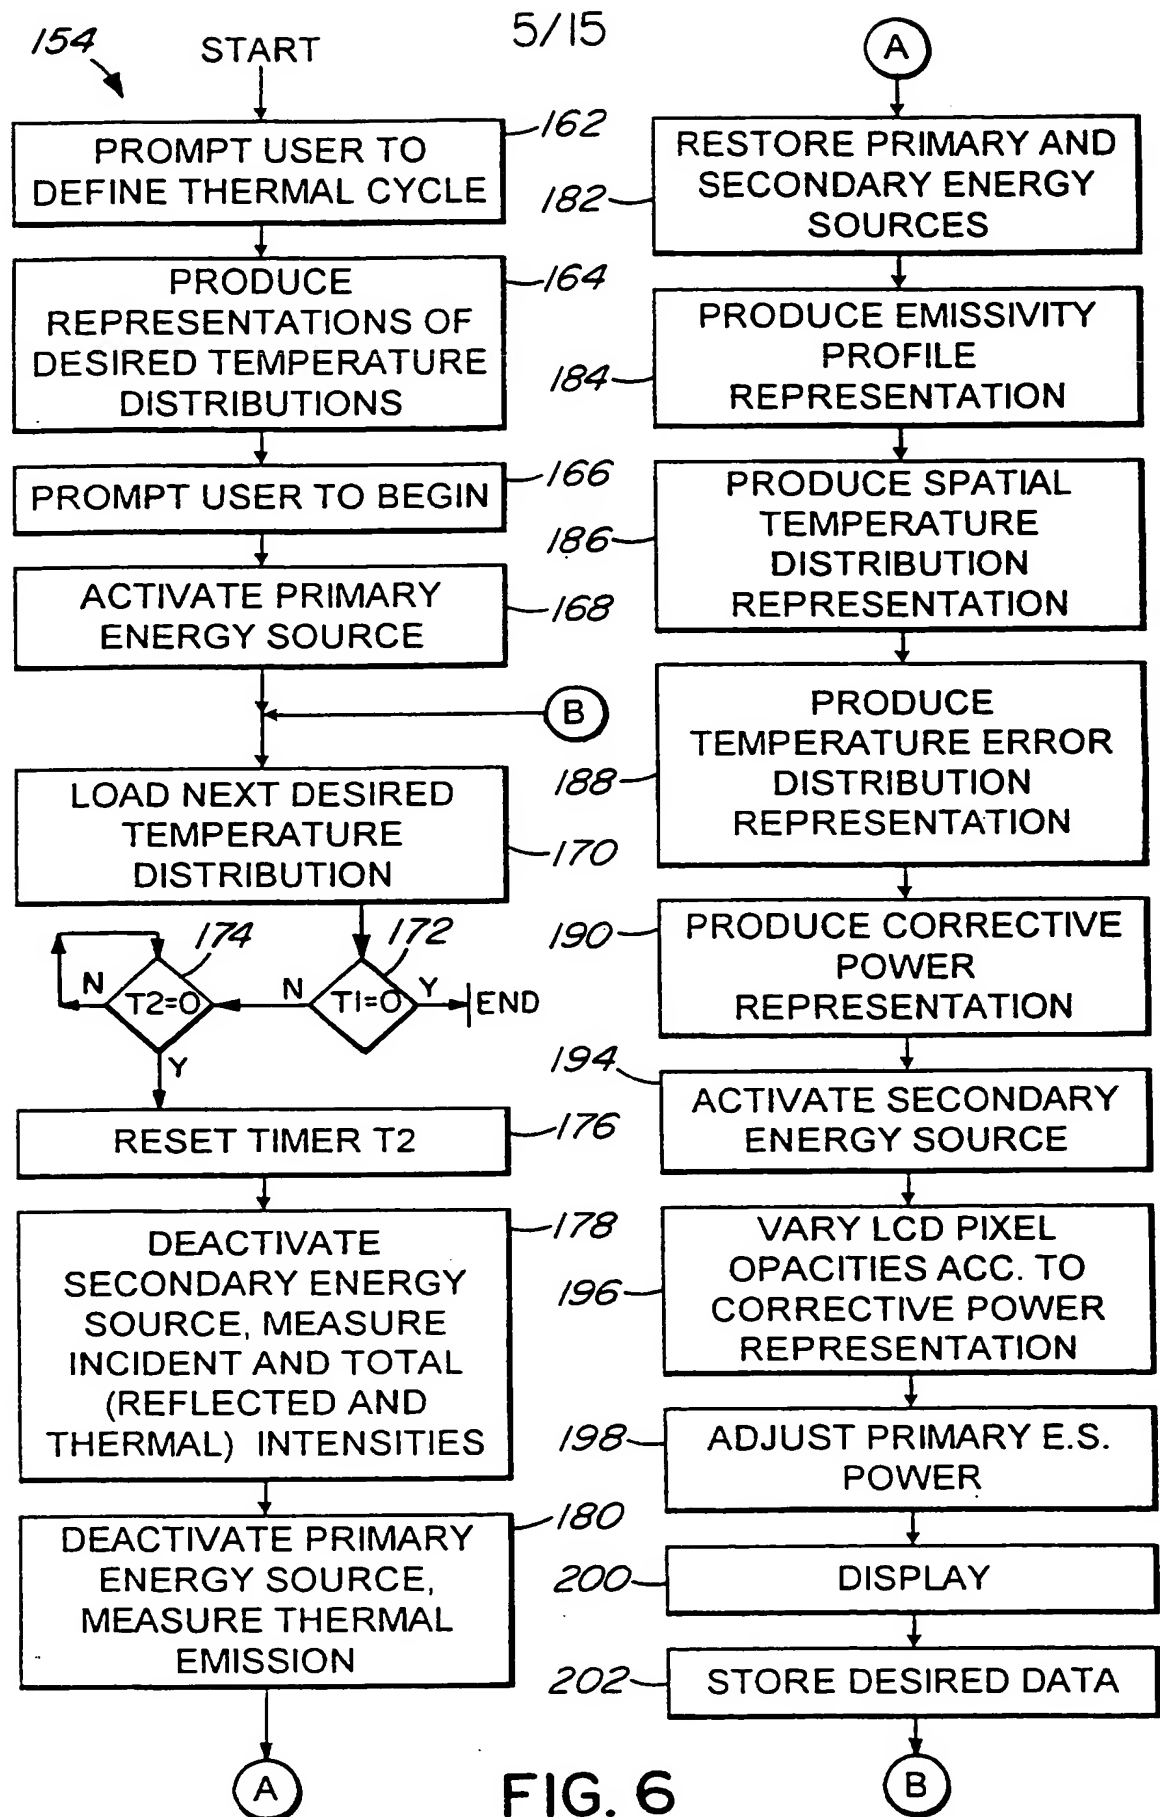 5/15
154
START
162
PROMPT USER TO
DEFINE THERMAL CYCLE
164
PRODUCE
REPRESENTATIONS OF
DESIRED TEMPERATURE
DISTRIBUTIONS
166
PROMPT USER TO BEGIN
168
ACTIVATE PRIMARY
ENERGY SOURCE
B
170
LOAD NEXT DESIRED
TEMPERATURE
DISTRIBUTION
174
172
N
T2=0
N
T1=0
Y
END
Y
176
RESET TIMER T2
178
DEACTIVATE
SECONDARY ENERGY
SOURCE, MEASURE
INCIDENT AND TOTAL
(REFLECTED AND
THERMAL) INTENSITIES
180
DEACTIVATE PRIMARY
ENERGY SOURCE,
MEASURE THERMAL
EMISSION
A
A
182
RESTORE PRIMARY AND
SECONDARY ENERGY
SOURCES
184
PRODUCE EMISSIVITY
PROFILE
REPRESENTATION
186
PRODUCE SPATIAL
TEMPERATURE
DISTRIBUTION
REPRESENTATION
188
PRODUCE
TEMPERATURE ERROR
DISTRIBUTION
REPRESENTATION
190
PRODUCE CORRECTIVE
POWER
REPRESENTATION
194
ACTIVATE SECONDARY
ENERGY SOURCE
196
VARY LCD PIXEL
OPACITIES ACC. TO
CORRECTIVE POWER
REPRESENTATION
198
ADJUST PRIMARY E.S.
POWER
200
DISPLAY
202
STORE DESIRED DATA
B
FIG. 6